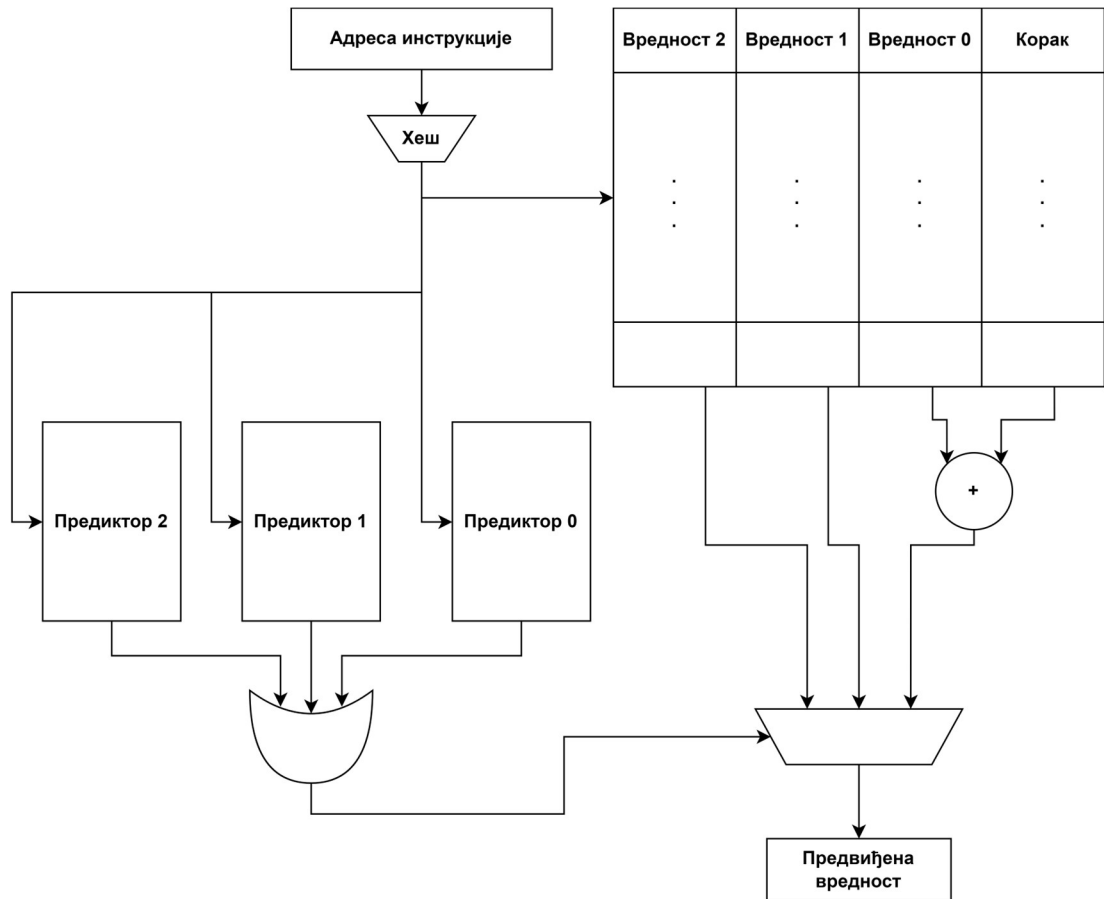 Адреса инструкције
Вредност 2
Вредност 1
Вредност 0
Корак
Хеш
Предиктор 2
Предиктор 1
Предиктор 0
+
Предвиђена
вредност